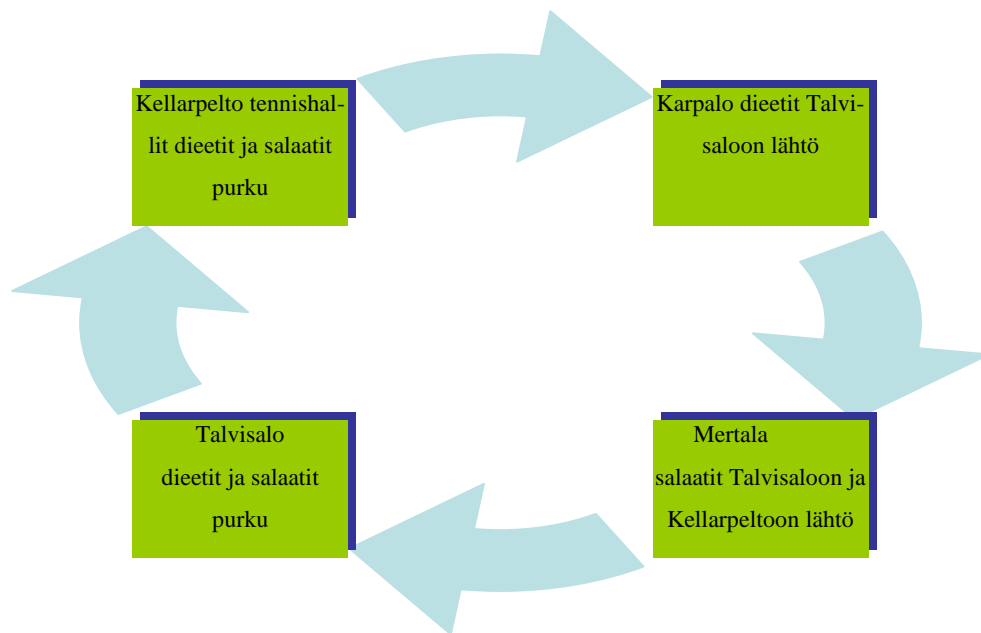 Kellarpelto tennishal-
lit dieetit ja salaatit
purku
Karpalo dieetit Talvi-
saloon lähtö
Mertala
salaatit Talvisaloon ja
Kellarpeltoon lähtö
Talvisalo
dieetit ja salaatit
purku